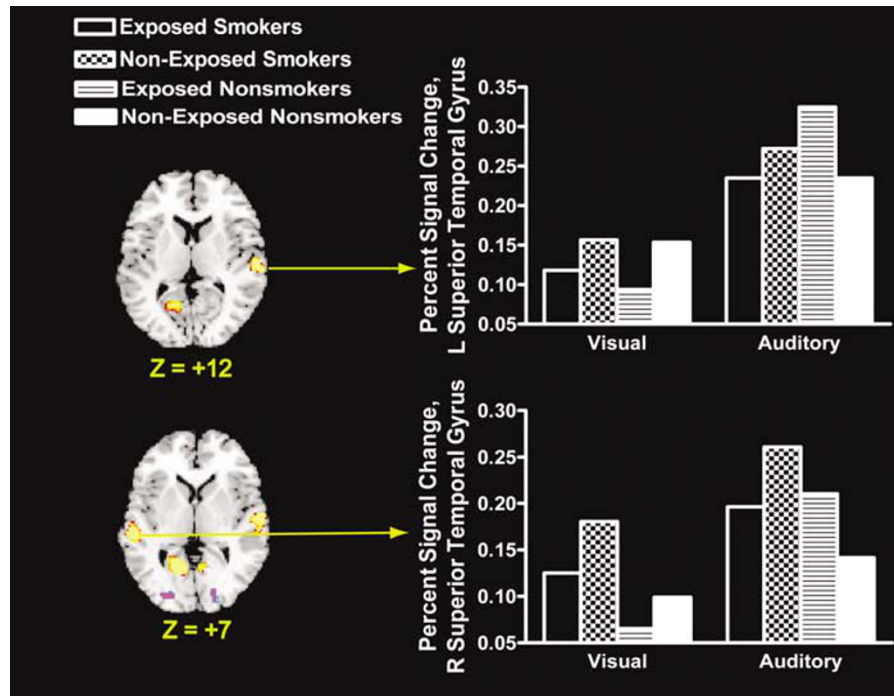 Exposed Smokers
Non-Exposed Smokers
Exposed Nonsmokers
Non-Exposed Nonsmokers
Z = +12
Percent Signal Change,
L Superior Temporal Gyrus
0.35
0.30
0.25
0.20
0.15
0.10
0.05
Visual
Auditory
Z = +7
Percent Signal Change,
R Superior Temporal Gyrus
0.30
0.25
0.20
0.15
0.10
0.05
Visual
Auditory